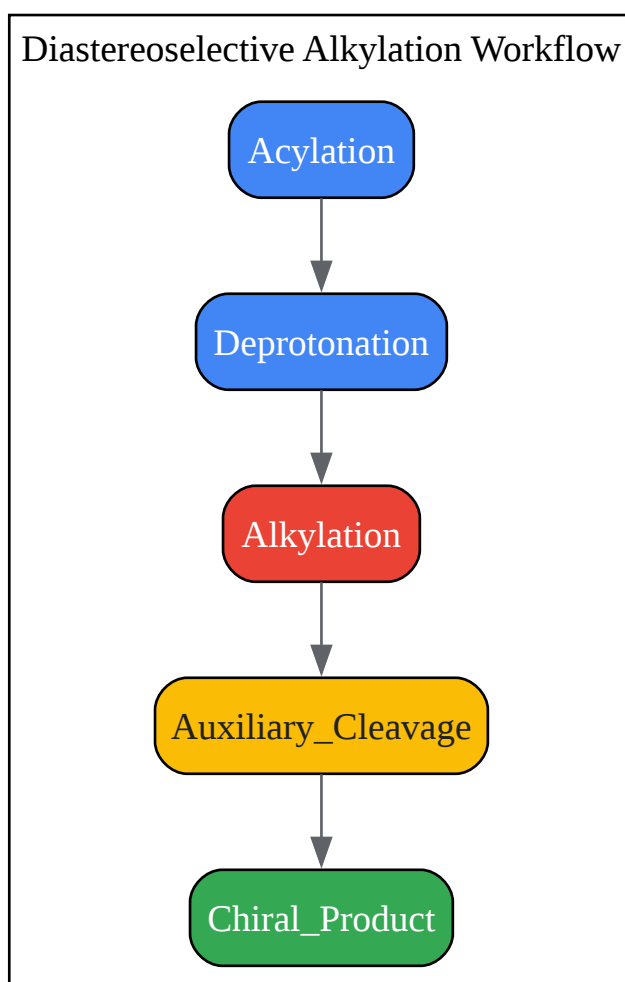 Diastereoselective Alkylation Workflow
Acylation
Deprotonation
Alkylation
Auxiliary_Cleavage
Chiral_Product